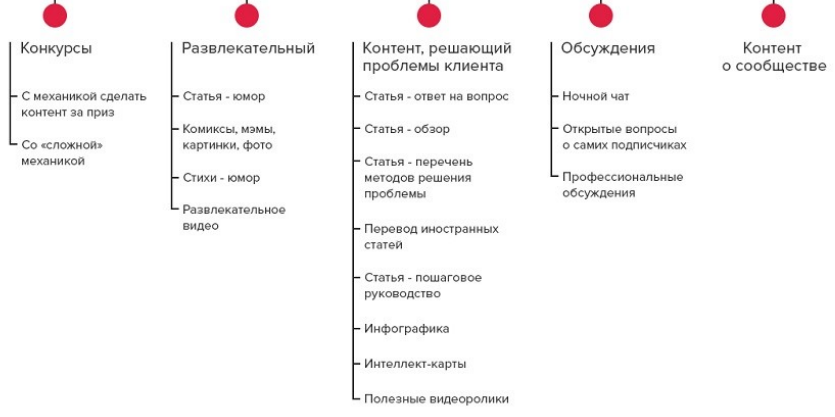 Конкурсы
С механикой сделать
контент за приз
Со «сложной»
механикой
Развлекательный
Статья - юмор
Комиксы, мэмы,
картинки, фото
Стихи - юмор
Развлекательное
видео
Контент, решающий
проблемы клиента
Статья - ответ на вопрос
Статья - обзор
Статья - перечень
методов решения
проблемы
Перевод иностранных
статей
Статья - пошаговое
руководство
Инфографика
Интеллект-карты
Полезные видеоролики
Обсуждения
Ночной чат
Открытые вопросы
о самих подписчиках
Профессиональные
обсуждения
Контент
о сообществе